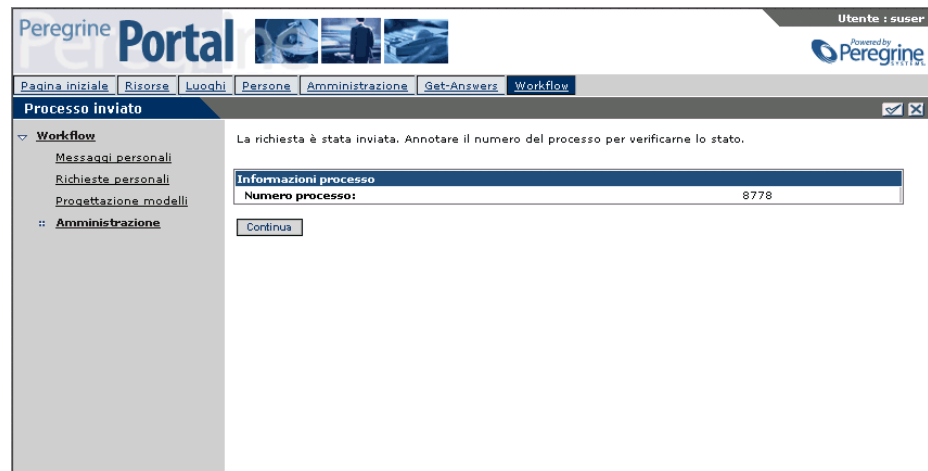 Peregrine Portal
Utente : suser
Powered by
Peregrine
SYSTEMS
Pagina iniziale Risorse Luoghi Persone Amministrazione Get-Answers Workflow
Processo inviato
Workflow
Messaggi personali
Richieste personali
Progettazione modelli
Amministrazione
La richiesta è stata inviata. Annotare il numero del processo per verificarne lo stato.
Informazioni processo
Numero processo: 8778
Continua